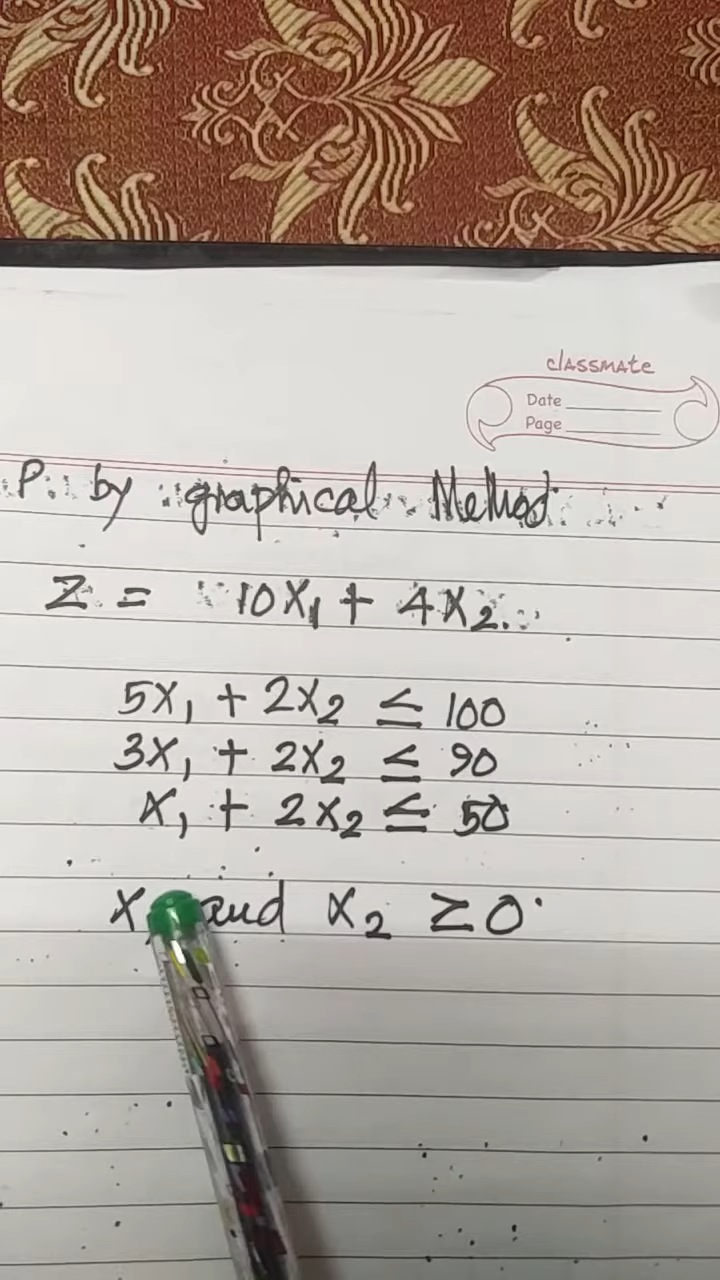 classmate
Date
Page
P. by graphical Method
Z = 10X₁ + 4X₂.
5X₁ + 2X₂ ≤ 100
3X₁ + 2X₂ ≤ 90
X₁ + 2X₂ ≤ 50
X₁ and X₂ ≥ 0.